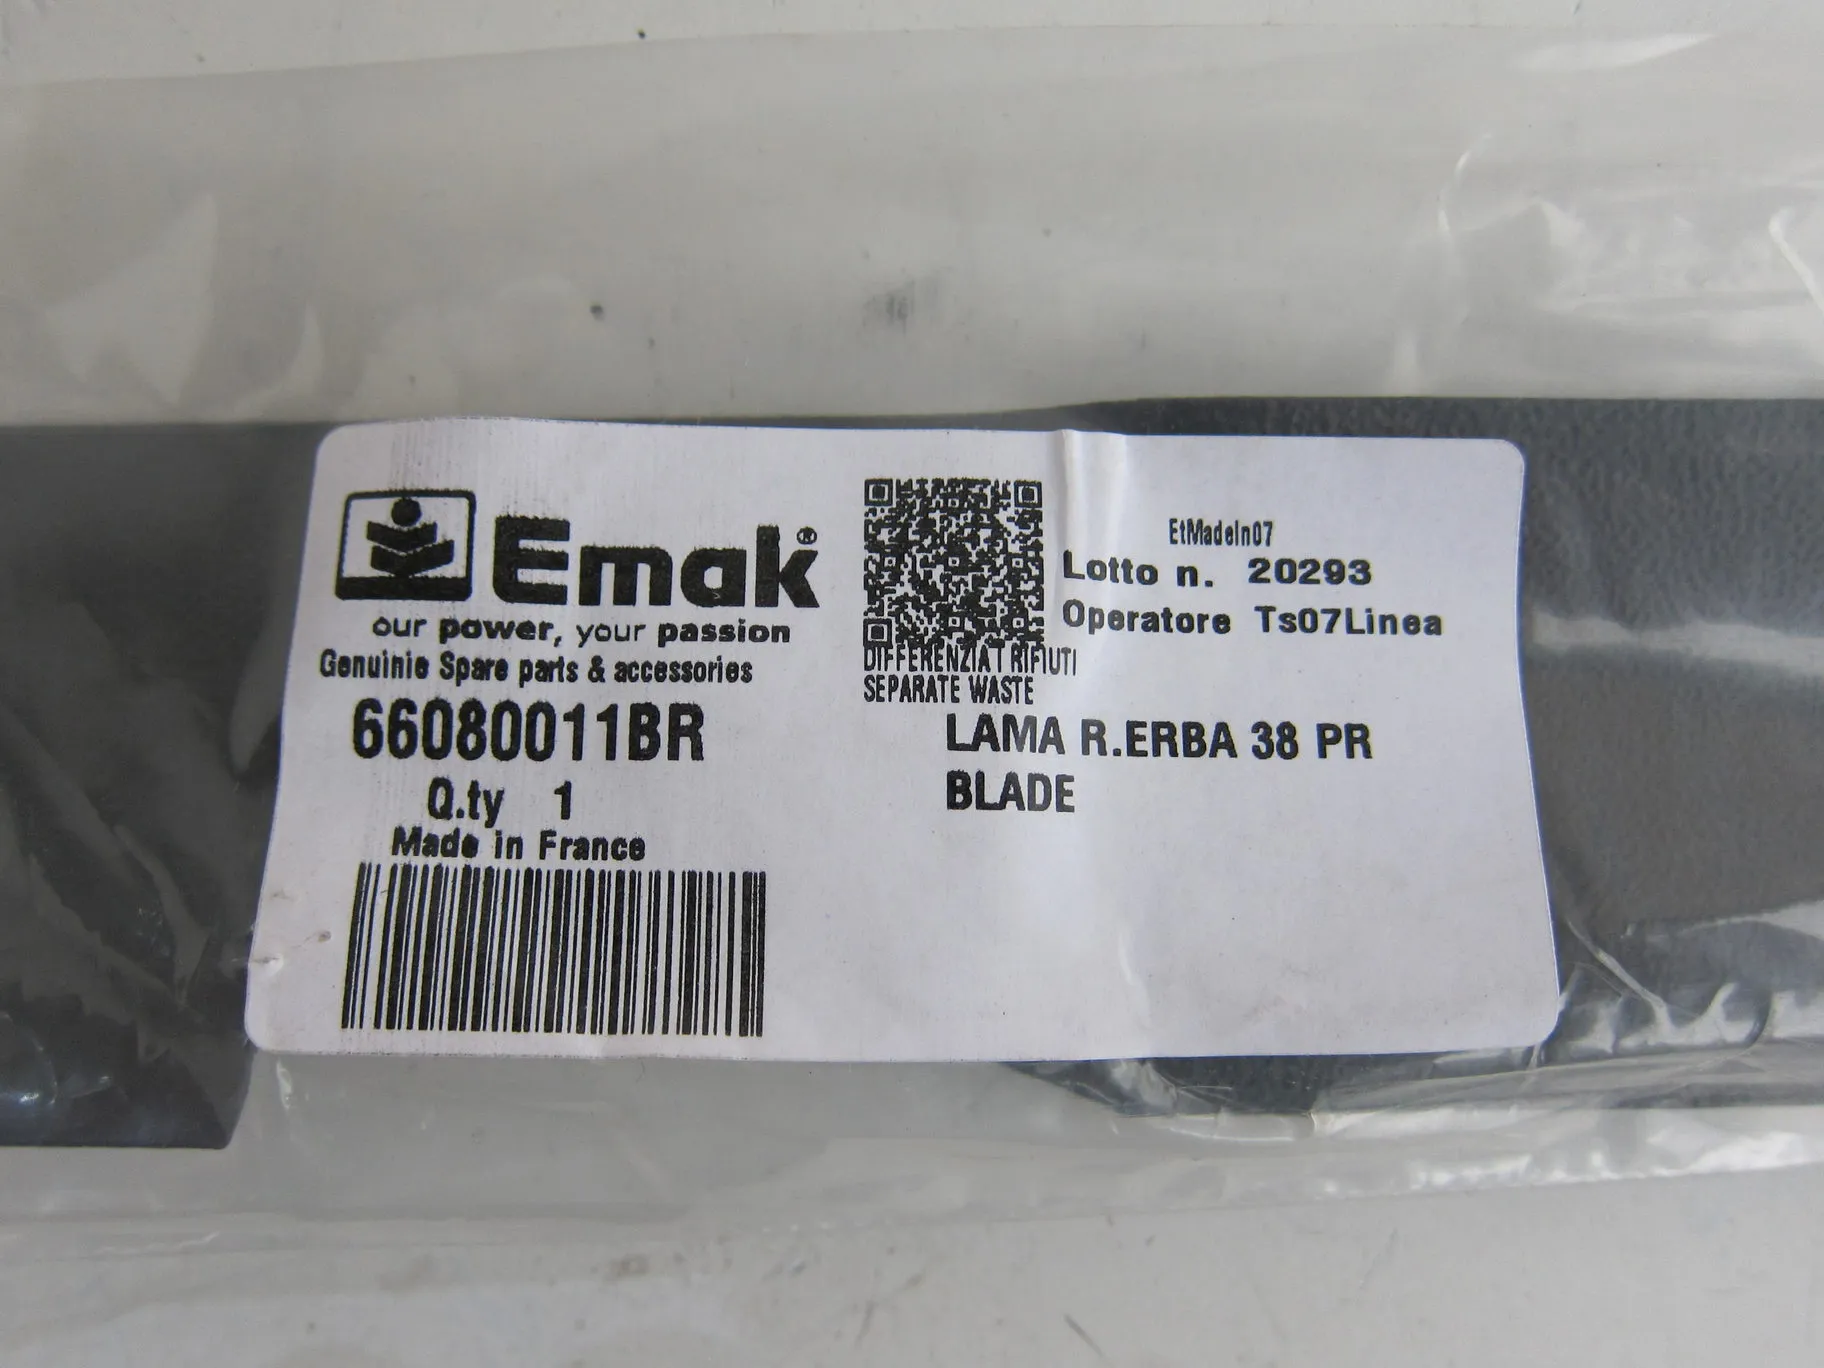 Emak®
our power, your passion
Genuinie Spare parts & accessories
66080011BR
Q.ty 1
Made in France
EtMadeIn07
Lotto n. 20293
Operatore Ts07Linea
DIFFERENZIA I RIFIUTI
SEPARATE WASTE
LAMA R.ERBA 38 PR
BLADE